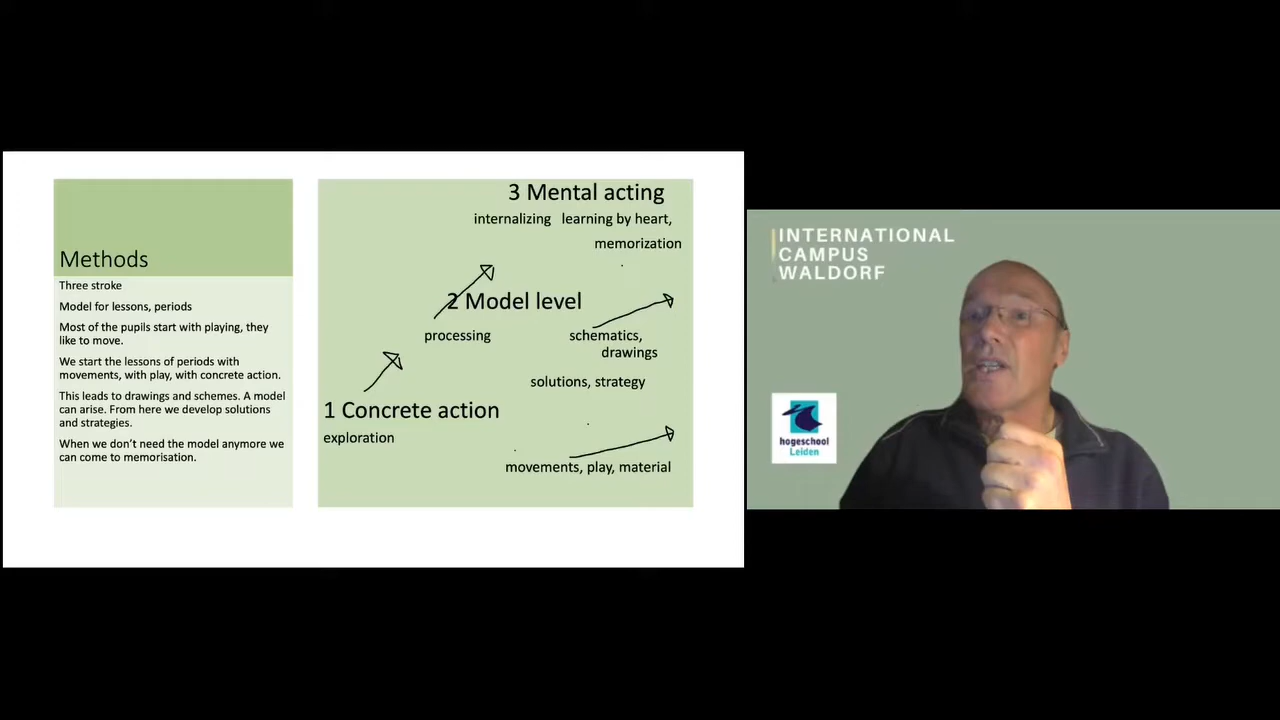 Methods
Three stroke
Model for lessons, periods
Most of the pupils start with playing, they
like to move.
We start the lessons of periods with
movements, with play, with concrete action.
This leads to drawings and schemes. A model
can arise. From here we develop solutions
and strategies.
When we don’t need the model anymore we
can come to memorisation.
3 Mental acting
internalizing learning by heart,
memorization
2 Model level
processing
schematics,
drawings
solutions, strategy
1 Concrete action
exploration
movements, play, material
INTERNATIONAL
CAMPUS
WALDORF
hogeschool
Leiden